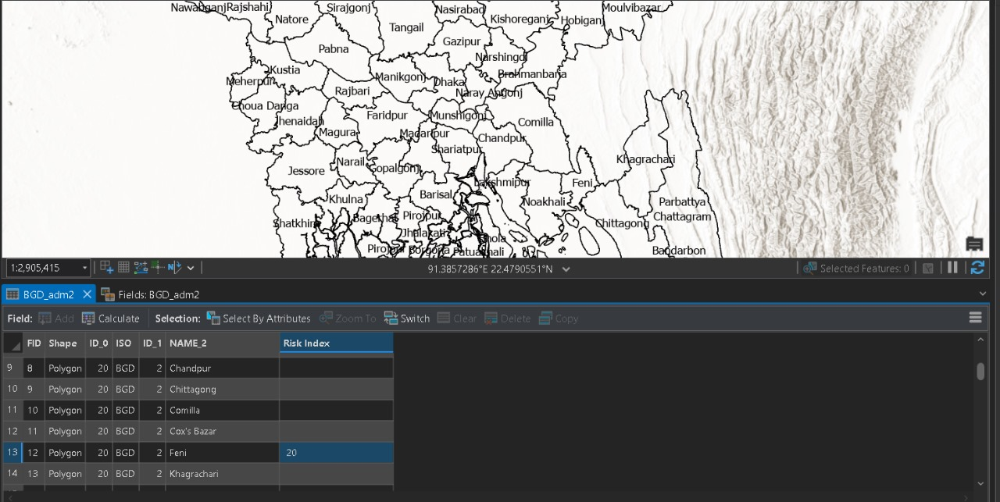 Nawabganj Rajshahi Sirajgonj Nasirabad Moulvibazar
Natore Kishoreganj Hobiganj
Tangail
Pabna Gazipur
Narshingdi
Kustia Brahmanbaria
Meherpur Manikgonj Dhaka
Rajbari Naray Angonj
Choua Danga
Jhenaidah Faridpur Munshigonj Comilla
Magura Madaripur Chandpur
Shariatpur
Jessore Narail Gopalgonj Khagrachari
Lakshmipur Feni
Khulna Barisal Noakhali Parbattya
Chattagram
Shatkhira Bagerhat Pirojpur Chittagong
Jhalakati Bhola
Pirojpur Borgona Patuakhali Bandarbon
1:2,905,415 91.3857286°E 22.4790551°N Selected Features: 0
BGD_adm2 Fields: BGD_adm2
Field: Add Calculate Selection: Select By Attributes Zoom To Switch Clear Delete Copy
FID Shape ID_0 ISO ID_1 NAME_2 Risk Index
9 8 Polygon 20 BGD 2 Chandpur
10 9 Polygon 20 BGD 2 Chittagong
11 10 Polygon 20 BGD 2 Comilla
12 11 Polygon 20 BGD 2 Cox's Bazar
13 12 Polygon 20 BGD 2 Feni 20
14 13 Polygon 20 BGD 2 Khagrachari